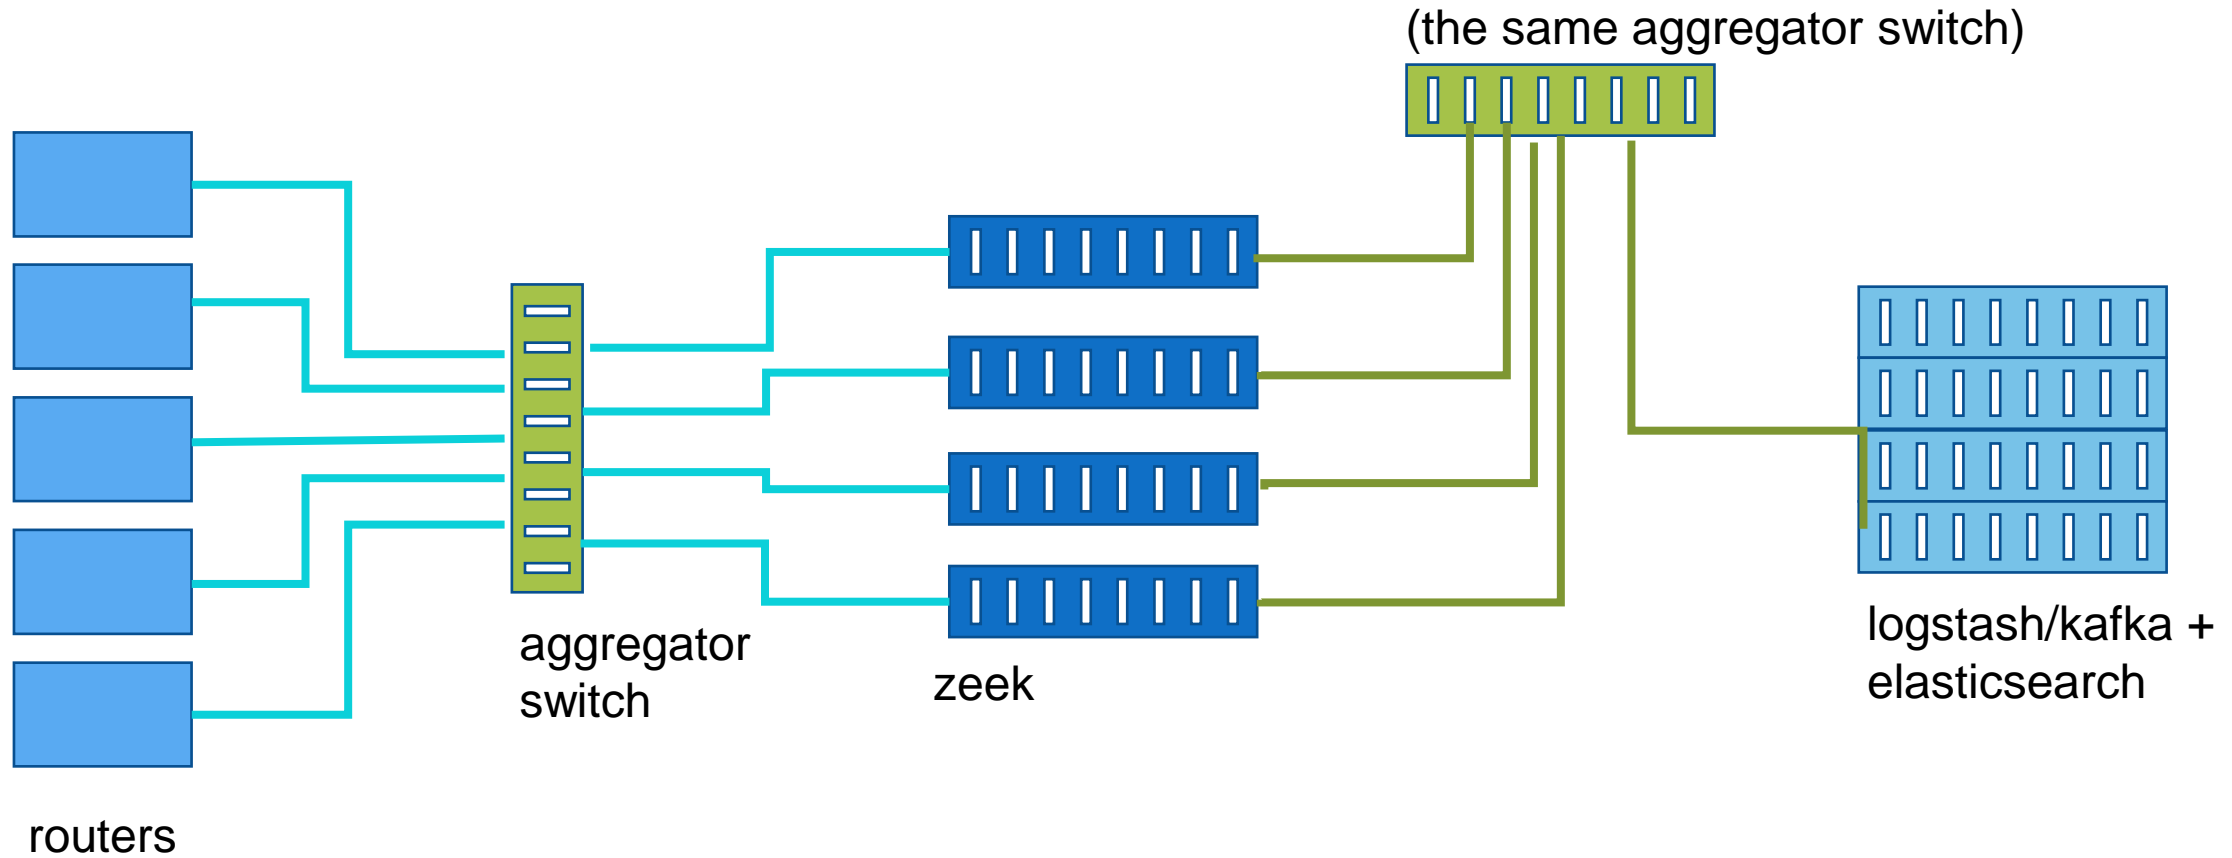 (the same aggregator switch)
aggregator
switch
zeek
logstash/kafka +
elasticsearch
routers